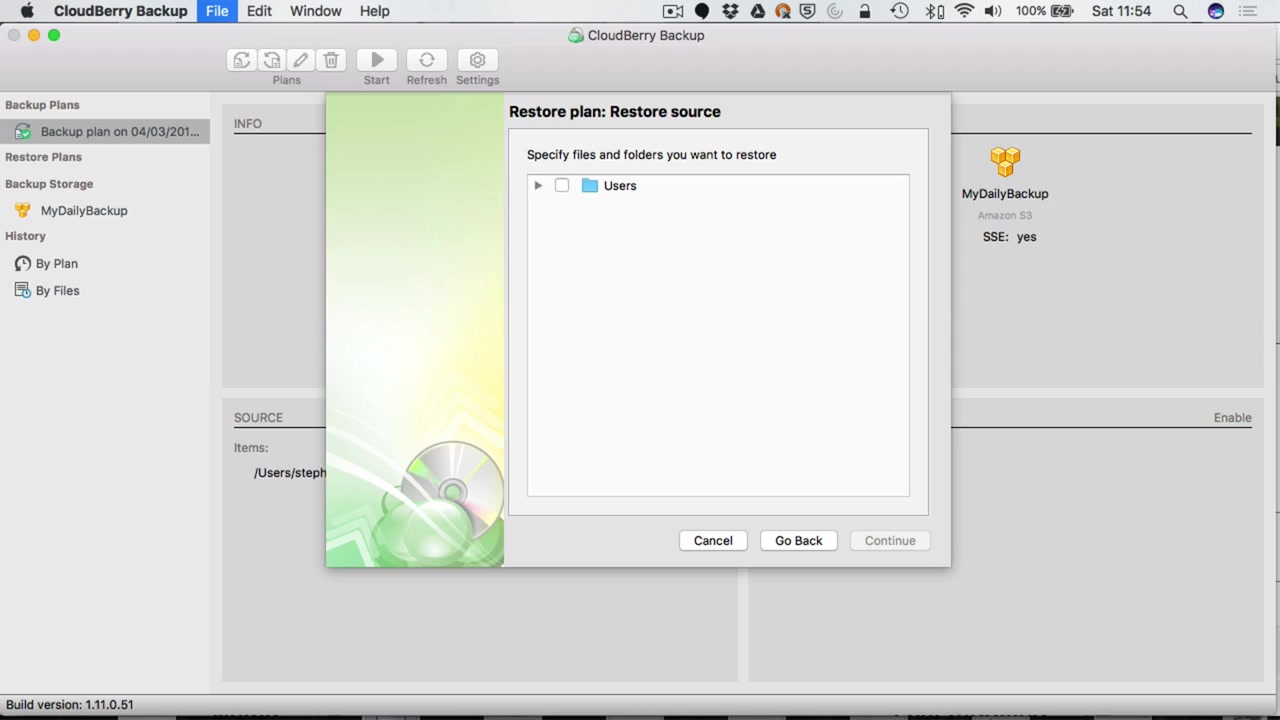 CloudBerry Backup File Edit Window Help 100% Sat 11:54
CloudBerry Backup
Plans Start Refresh Settings
Backup Plans
Backup plan on 04/03/201...
Restore Plans
Backup Storage
MyDailyBackup
History
By Plan
By Files
INFO
SOURCE
Items:
/Users/steph
Restore plan: Restore source
Specify files and folders you want to restore
Users
Cancel Go Back Continue
MyDailyBackup
Amazon S3
SSE: yes
Enable
Build version: 1.11.0.51